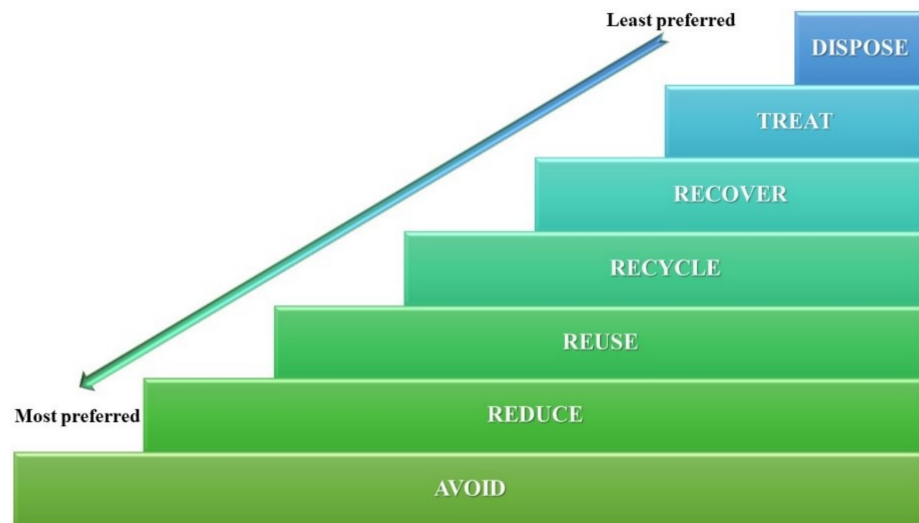 Least preferred
DISPOSE
TREAT
RECOVER
RECYCLE
REUSE
Most preferred
REDUCE
AVOID